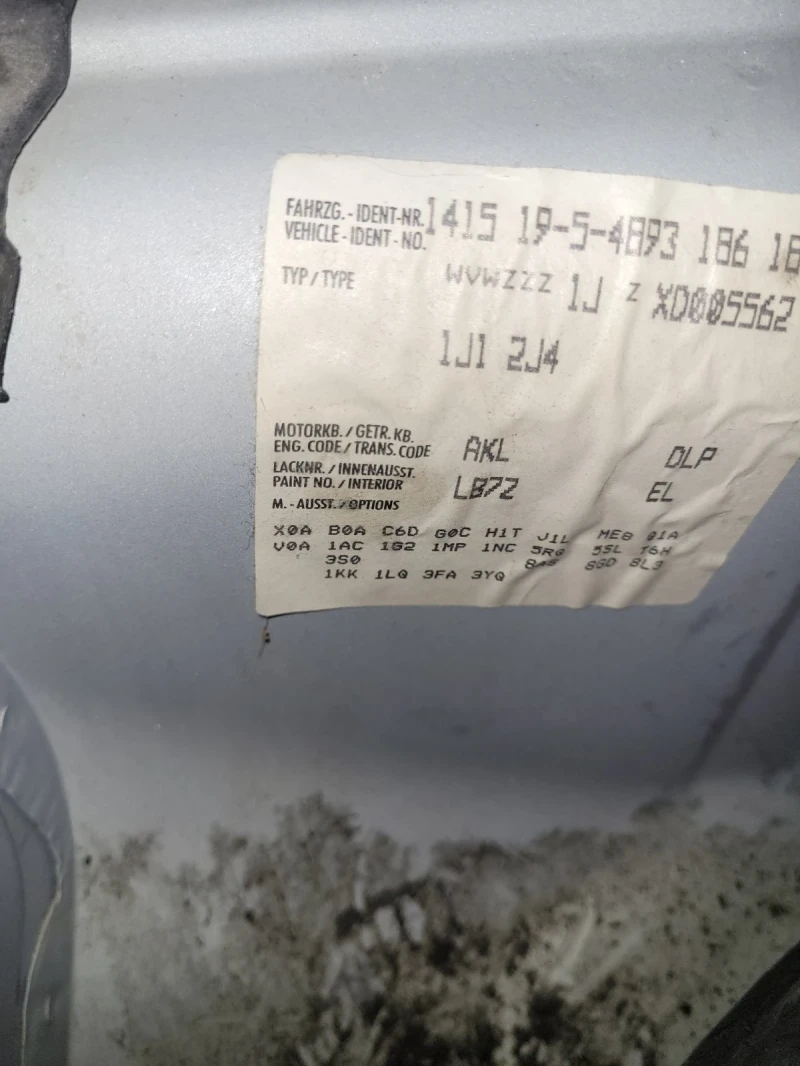 FAHRZG. - IDENT-NR. 1415 19-5-4893 186 18
VEHICLE - IDENT - NO.
TYP / TYPE WVWZZZ 1J Z XD005562
1J1 2J4
MOTORKB. / GETR. KB.
ENG. CODE / TRANS. CODE AKL DLP
LACKNR. / INNENAUSST.
PAINT NO. / INTERIOR LB7Z EL
M. - AUSST. / OPTIONS
X0A B0A C6D G0C H1T J1L ME8 Q1A
V0A 1AC 1G2 1MP 1NC 5RQ 5SL T6H
3S0 8GD 8L3
1KK 1LQ 3FA 3YQ